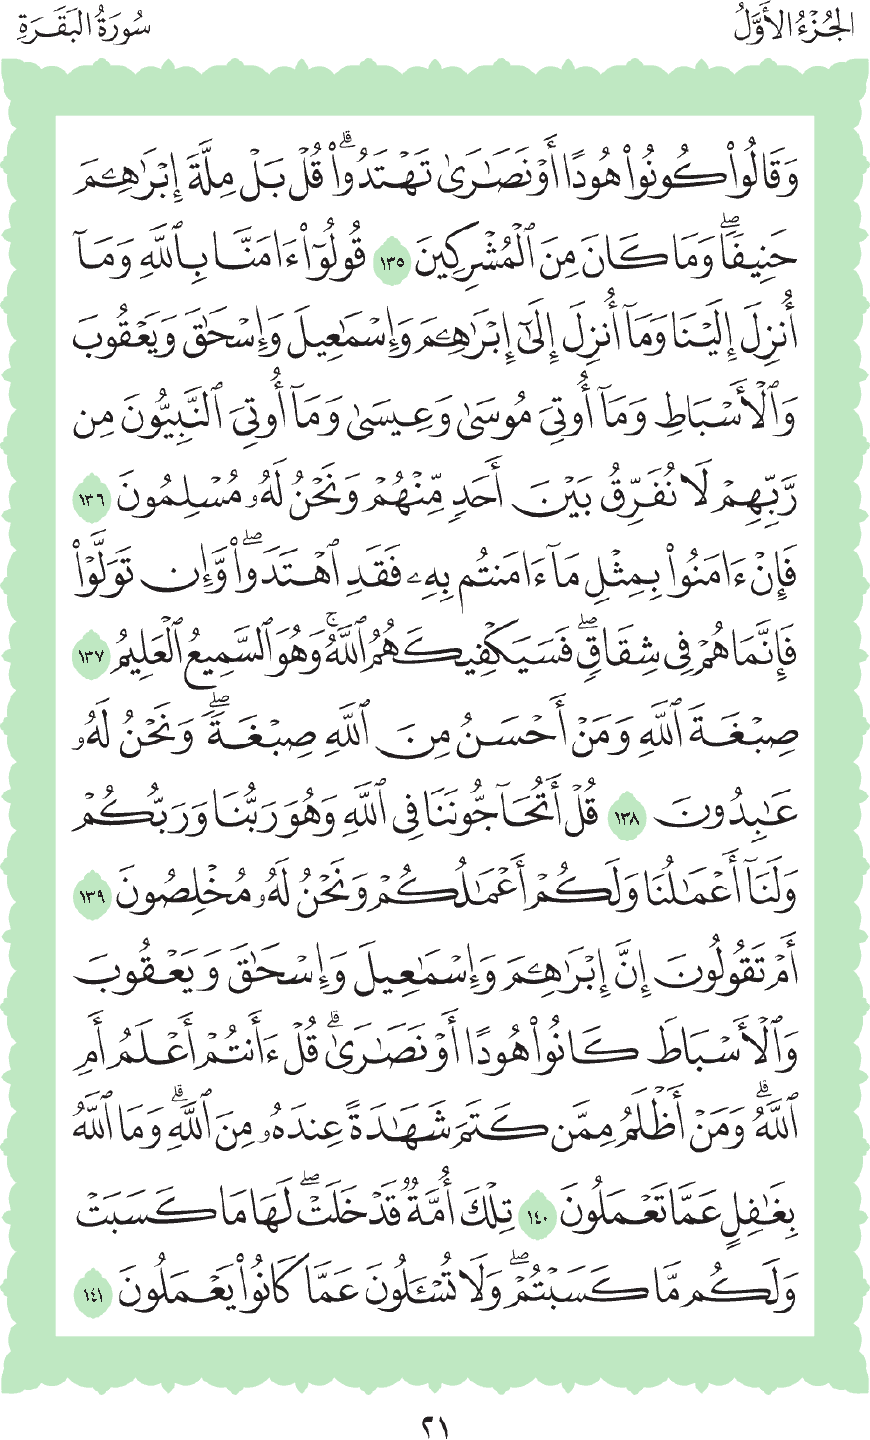 الجُزْءُ الأَوَّلُ
سُورَةُ البَقَرَةِ
وَقَالُواْ كُونُواْ هُودًا أَوْ نَصَٰرَىٰ تَهْتَدُواْۗ قُلْ بَلْ مِلَّةَ إِبْرَٰهِـۧمَ
حَنِيفًاۖ وَمَا كَانَ مِنَ ٱلْمُشْرِكِينَ ١٣٥ قُولُوٓاْ ءَامَنَّا بِٱللَّهِ وَمَآ
أُنزِلَ إِلَيْنَا وَمَآ أُنزِلَ إِلَىٰٓ إِبْرَٰهِـۧمَ وَإِسْمَٰعِيلَ وَإِسْحَٰقَ وَيَعْقُوبَ
وَٱلْأَسْبَاطِ وَمَآ أُوتِىَ مُوسَىٰ وَعِيسَىٰ وَمَآ أُوتِىَ ٱلنَّبِيُّونَ مِن
رَّبِّهِمْ لَا نُفَرِّقُ بَيْنَ أَحَدٍ مِّنْهُمْ وَنَحْنُ لَهُۥ مُسْلِمُونَ ١٣٦
فَإِنْ ءَامَنُواْ بِمِثْلِ مَآ ءَامَنتُم بِهِۦ فَقَدِ ٱهْتَدَواْۖ وَّإِن تَوَلَّوْاْ
فَإِنَّمَا هُمْ فِى شِقَاقٍۖ فَسَيَكْفِيكَهُمُ ٱللَّهُۚ وَهُوَ ٱلسَّمِيعُ ٱلْعَلِيمُ ١٣٧
صِبْغَةَ ٱللَّهِ وَمَنْ أَحْسَنُ مِنَ ٱللَّهِ صِبْغَةًۖ وَنَحْنُ لَهُۥ
عَٰبِدُونَ ١٣٨ قُلْ أَتُحَآجُّونَنَا فِى ٱللَّهِ وَهُوَ رَبُّنَا وَرَبُّكُمْ
وَلَنَآ أَعْمَٰلُنَا وَلَكُمْ أَعْمَٰلُكُمْ وَنَحْنُ لَهُۥ مُخْلِصُونَ ١٣٩
أَمْ تَقُولُونَ إِنَّ إِبْرَٰهِـۧمَ وَإِسْمَٰعِيلَ وَإِسْحَٰقَ وَيَعْقُوبَ
وَٱلْأَسْبَاطَ كَانُواْ هُودًا أَوْ نَصَٰرَىٰۗ قُلْ ءَأَنتُمْ أَعْلَمُ أَمِ
ٱللَّهُۗ وَمَنْ أَظْلَمُ مِمَّن كَتَمَ شَهَٰدَةً عِندَهُۥ مِنَ ٱللَّهِۗ وَمَا ٱللَّهُ
بِغَٰفِلٍ عَمَّا تَعْمَلُونَ ١٤٠ تِلْكَ أُمَّةٌ قَدْ خَلَتْۖ لَهَا مَا كَسَبَتْ
وَلَكُم مَّا كَسَبْتُمْۖ وَلَا تُسْـَٔلُونَ عَمَّا كَانُواْ يَعْمَلُونَ ١٤١
٢١